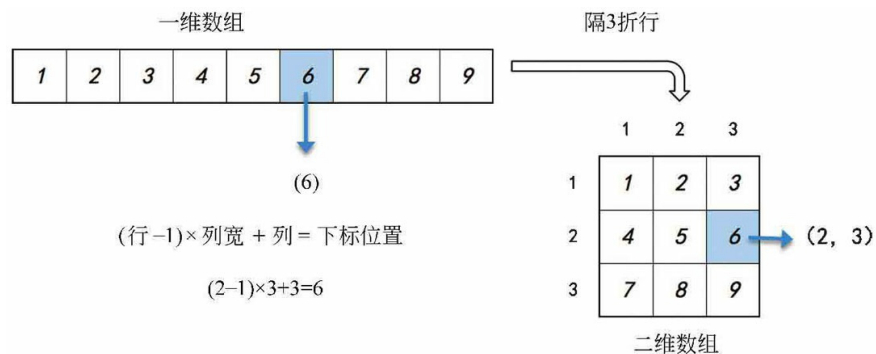 一维数组
隔3折行
1 2 3 4 5 6 7 8 9
(6)
(行–1)×列宽 + 列 = 下标位置
(2–1)×3+3=6
1 2 3
1 1 2 3
2 4 5 6 (2, 3)
3 7 8 9
二维数组